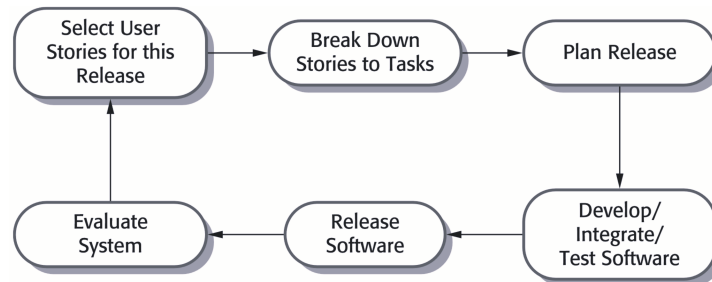 Select User
Stories for this
Release
Break Down
Stories to Tasks
Plan Release
Develop/
Integrate/
Test Software
Release
Software
Evaluate
System